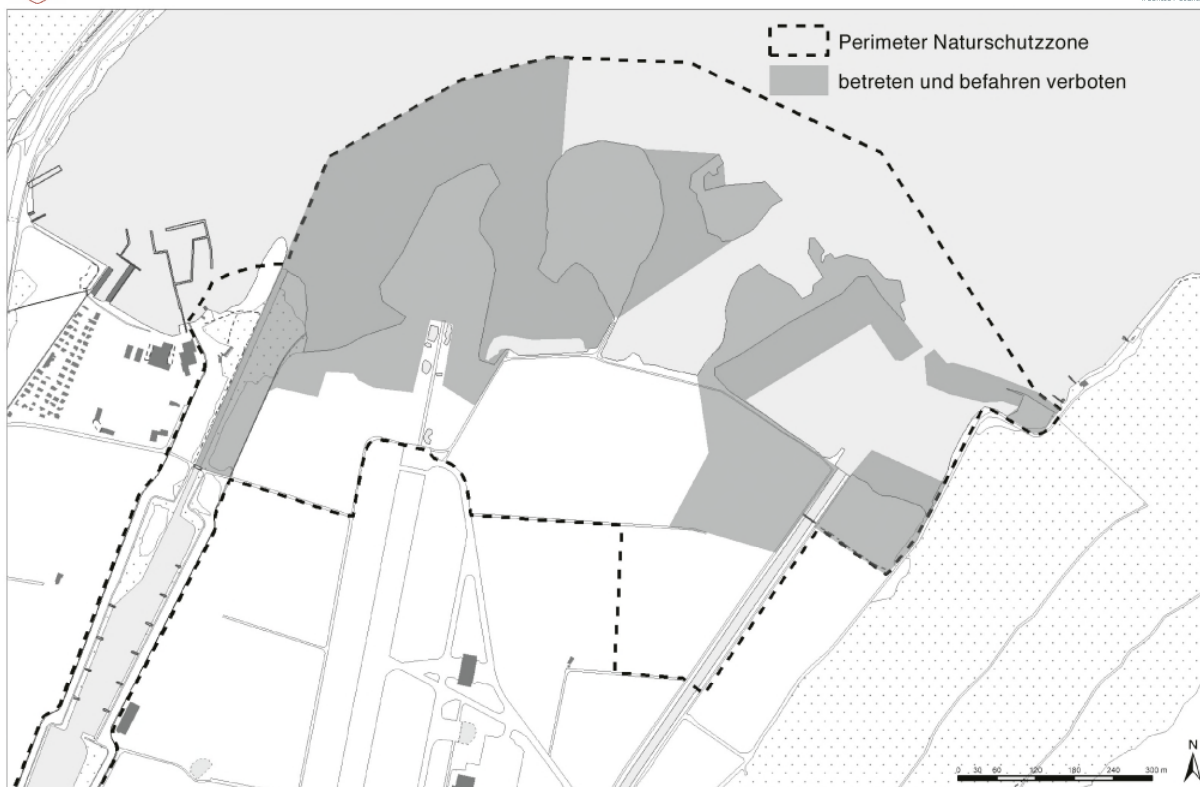 Perimeter Naturschutzzone
betreten und befahren verboten
N
0 30 60 120 180 240 300 m